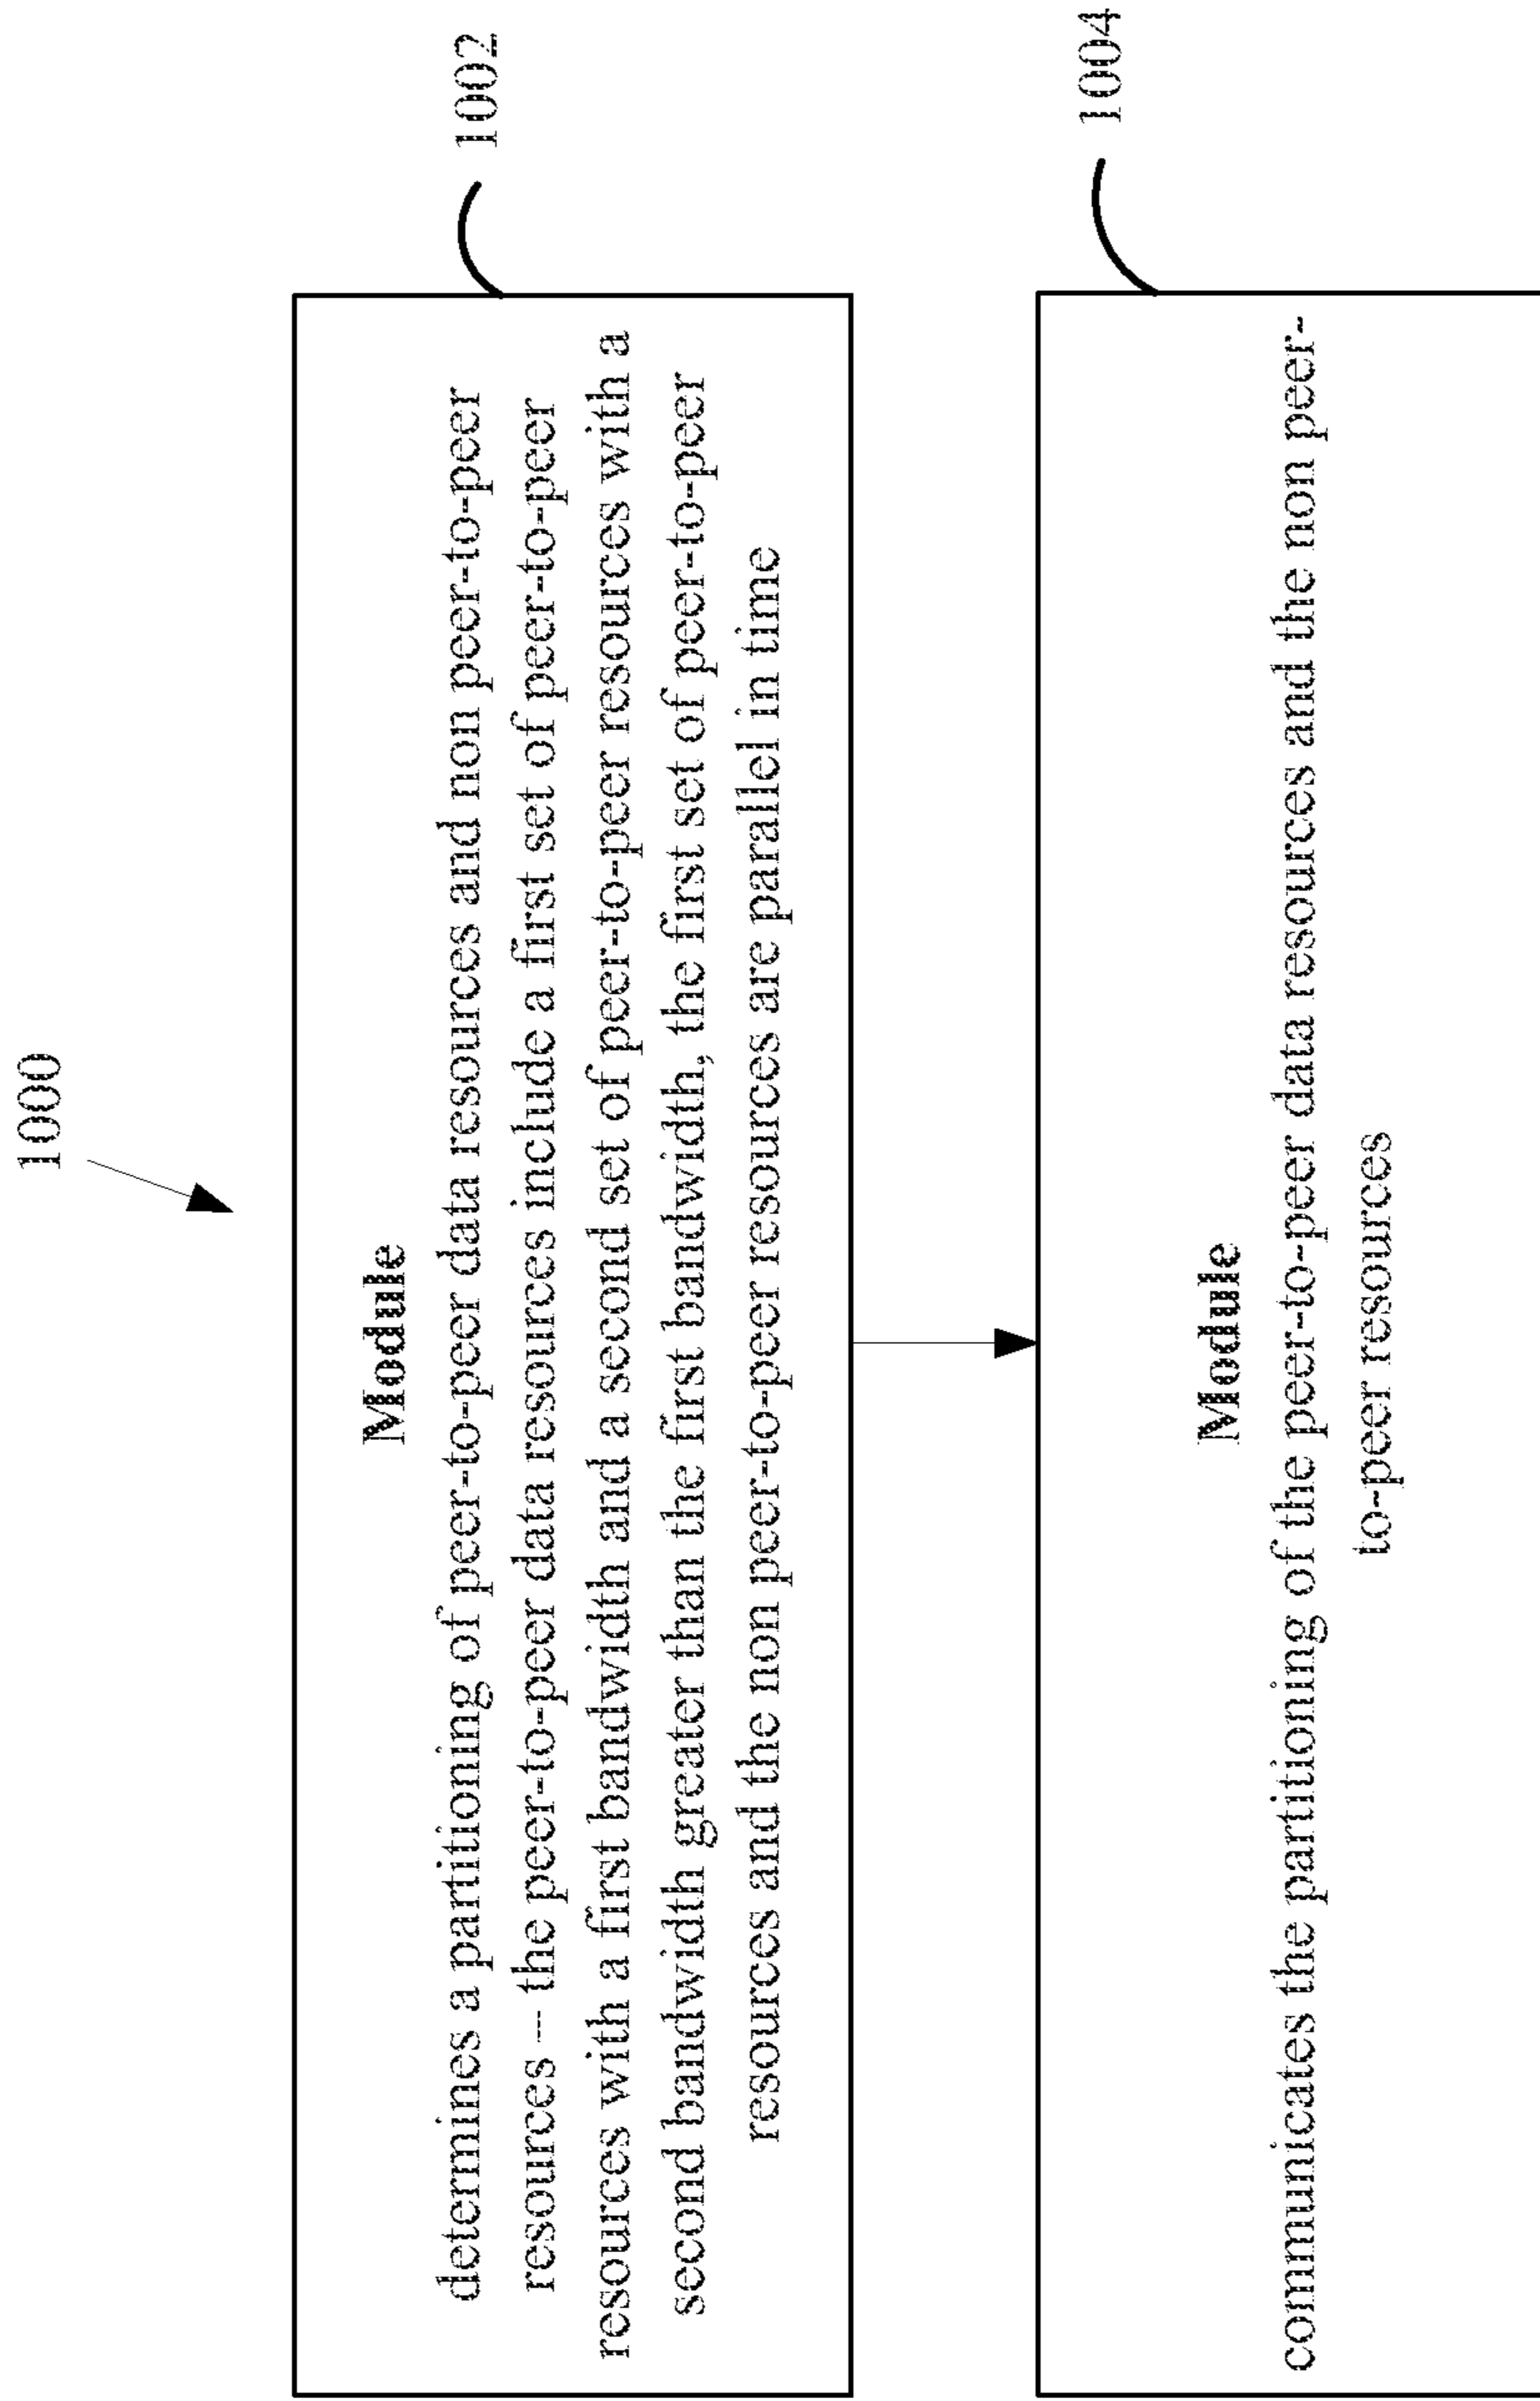 1000
Module
determines a partitioning of peer-to-peer data resources and non peer-to-peer
resources – the peer-to-peer data resources include a first set of peer-to-peer
resources with a first bandwidth and a second set of peer-to-peer resources with a
second bandwidth greater than the first bandwidth, the first set of peer-to-peer
resources and the non peer-to-peer resources are parallel in time
1002
Module
communicates the partitioning of the peer-to-peer data resources and the non peer-
to-peer resources
1004